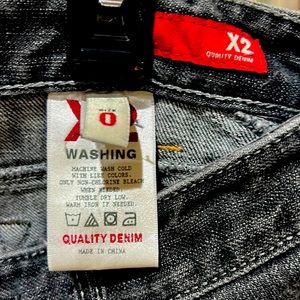 X2
QUALITY DENIM
SIZE
0
WASHING
MACHINE WASH COLD
WITH LIKE COLORS.
ONLY NON-CHLORINE BLEACH
WHEN NEEDED.
TUMBLE DRY LOW.
WARM IRON IF NEEDED.
QUALITY DENIM
MADE IN CHINA